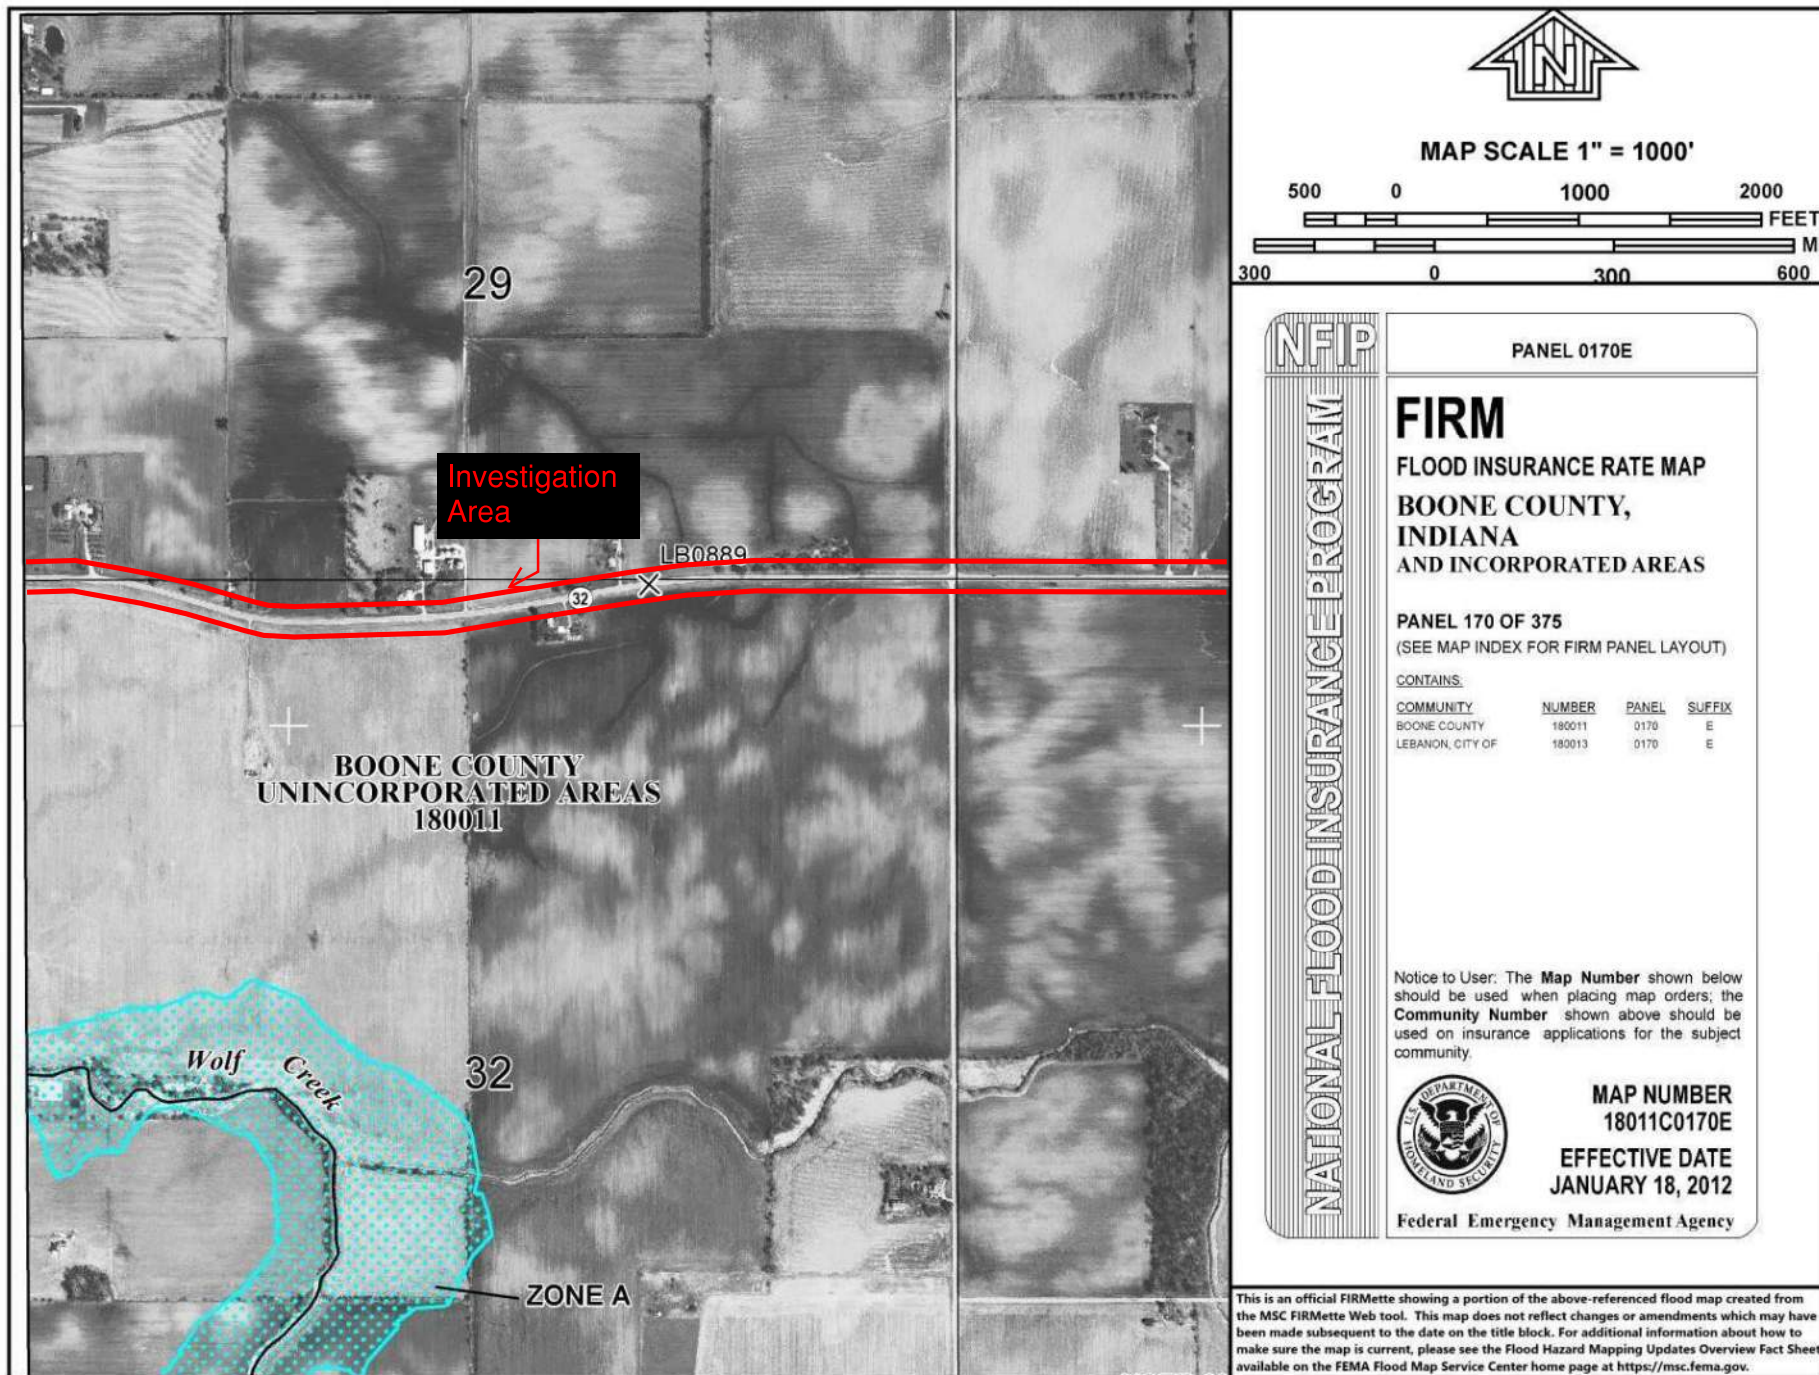 29
Investigation
Area
LB0889
32
BOONE COUNTY
UNINCORPORATED AREAS
180011
Wolf Creek
32
ZONE A
N
MAP SCALE 1" = 1000'
500 0 1000 2000
FEET
M
300 0 300 600
NFIP
NATIONAL FLOOD INSURANCE PROGRAM
PANEL 0170E
FIRM
FLOOD INSURANCE RATE MAP
BOONE COUNTY,
INDIANA
AND INCORPORATED AREAS
PANEL 170 OF 375
(SEE MAP INDEX FOR FIRM PANEL LAYOUT)
CONTAINS:
COMMUNITY NUMBER PANEL SUFFIX
BOONE COUNTY 180011 0170 E
LEBANON, CITY OF 180013 0170 E
Notice to User: The Map Number shown below
should be used when placing map orders; the
Community Number shown above should be
used on insurance applications for the subject
community.
U.S. DEPARTMENT OF
HOMELAND SECURITY
MAP NUMBER
18011C0170E
EFFECTIVE DATE
JANUARY 18, 2012
Federal Emergency Management Agency
This is an official FIRMette showing a portion of the above-referenced flood map created from
the MSC FIRMette Web tool. This map does not reflect changes or amendments which may have
been made subsequent to the date on the title block. For additional information about how to
make sure the map is current, please see the Flood Hazard Mapping Updates Overview Fact Sheet
available on the FEMA Flood Map Service Center home page at https://msc.fema.gov.